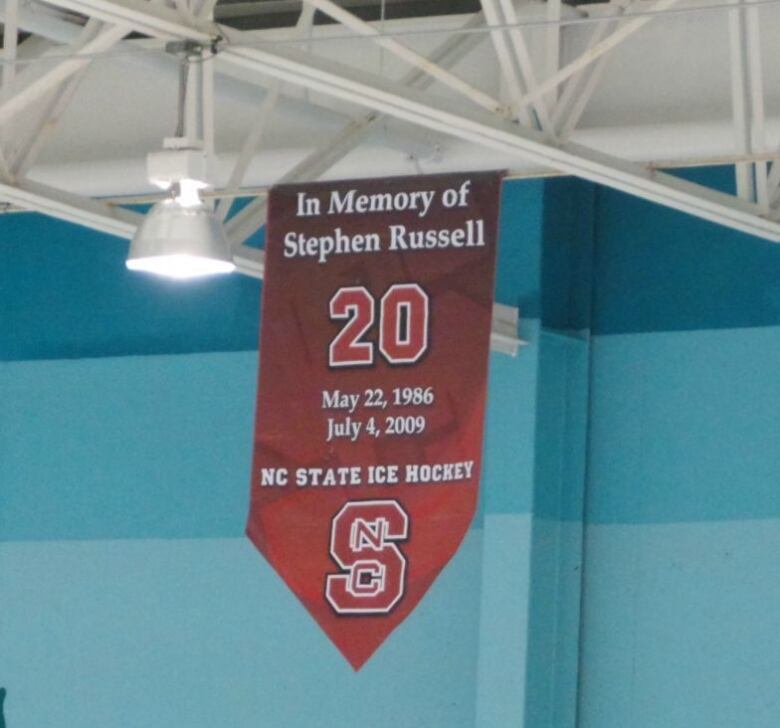 In Memory of
Stephen Russell
20
May 22, 1986
July 4, 2009
NC STATE ICE HOCKEY
NCS